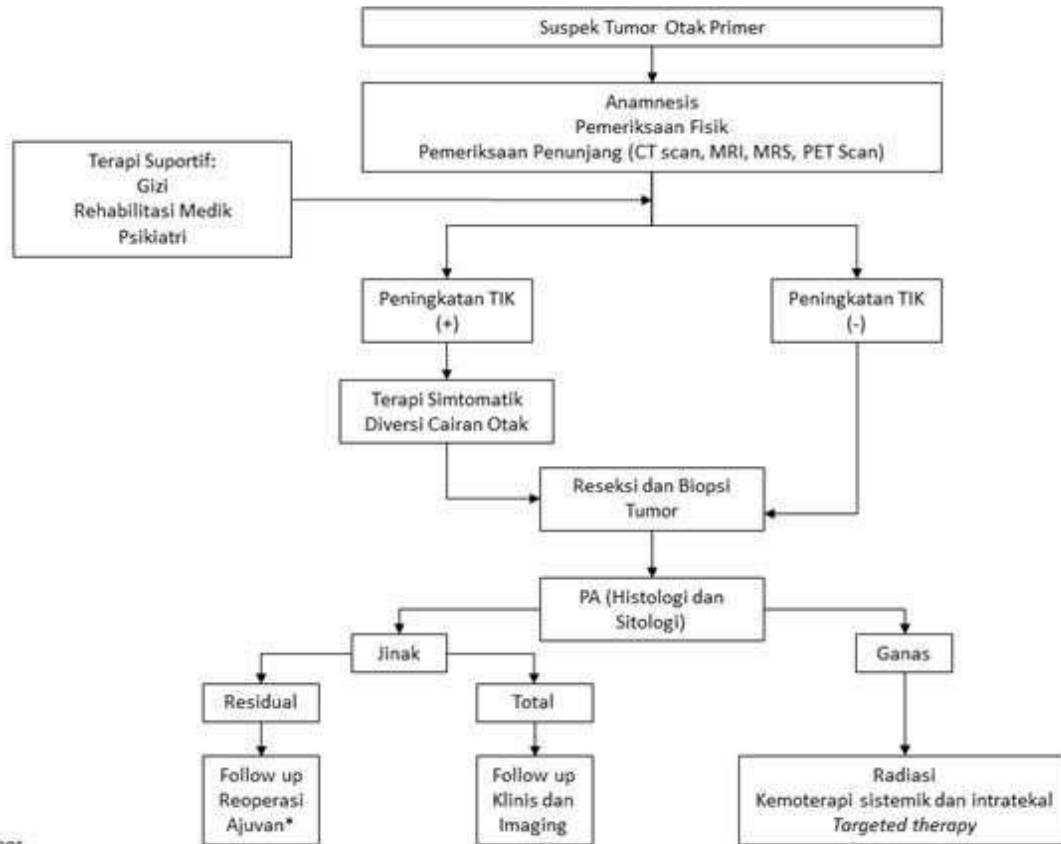 Suspek Tumor Otak Primer
Anamnesis
Pemeriksaan Fisik
Pemeriksaan Penunjang (CT scan, MRI, MRS, PET Scan)
Terapi Suportif:
Gizi
Rehabilitasi Medik
Psikiatri
Peningkatan TIK
(+)
Peningkatan TIK
(-)
Terapi Simtomatik
Diversi Cairan Otak
Reseksi dan Biopsi
Tumor
PA (Histologi dan
Sitologi)
Jinak
Ganas
Residual
Total
Follow up
Reoperasi
Ajuvan*
Follow up
Klinis dan
Imaging
Radiasi
Kemoterapi sistemik dan intratekal
Targeted therapy